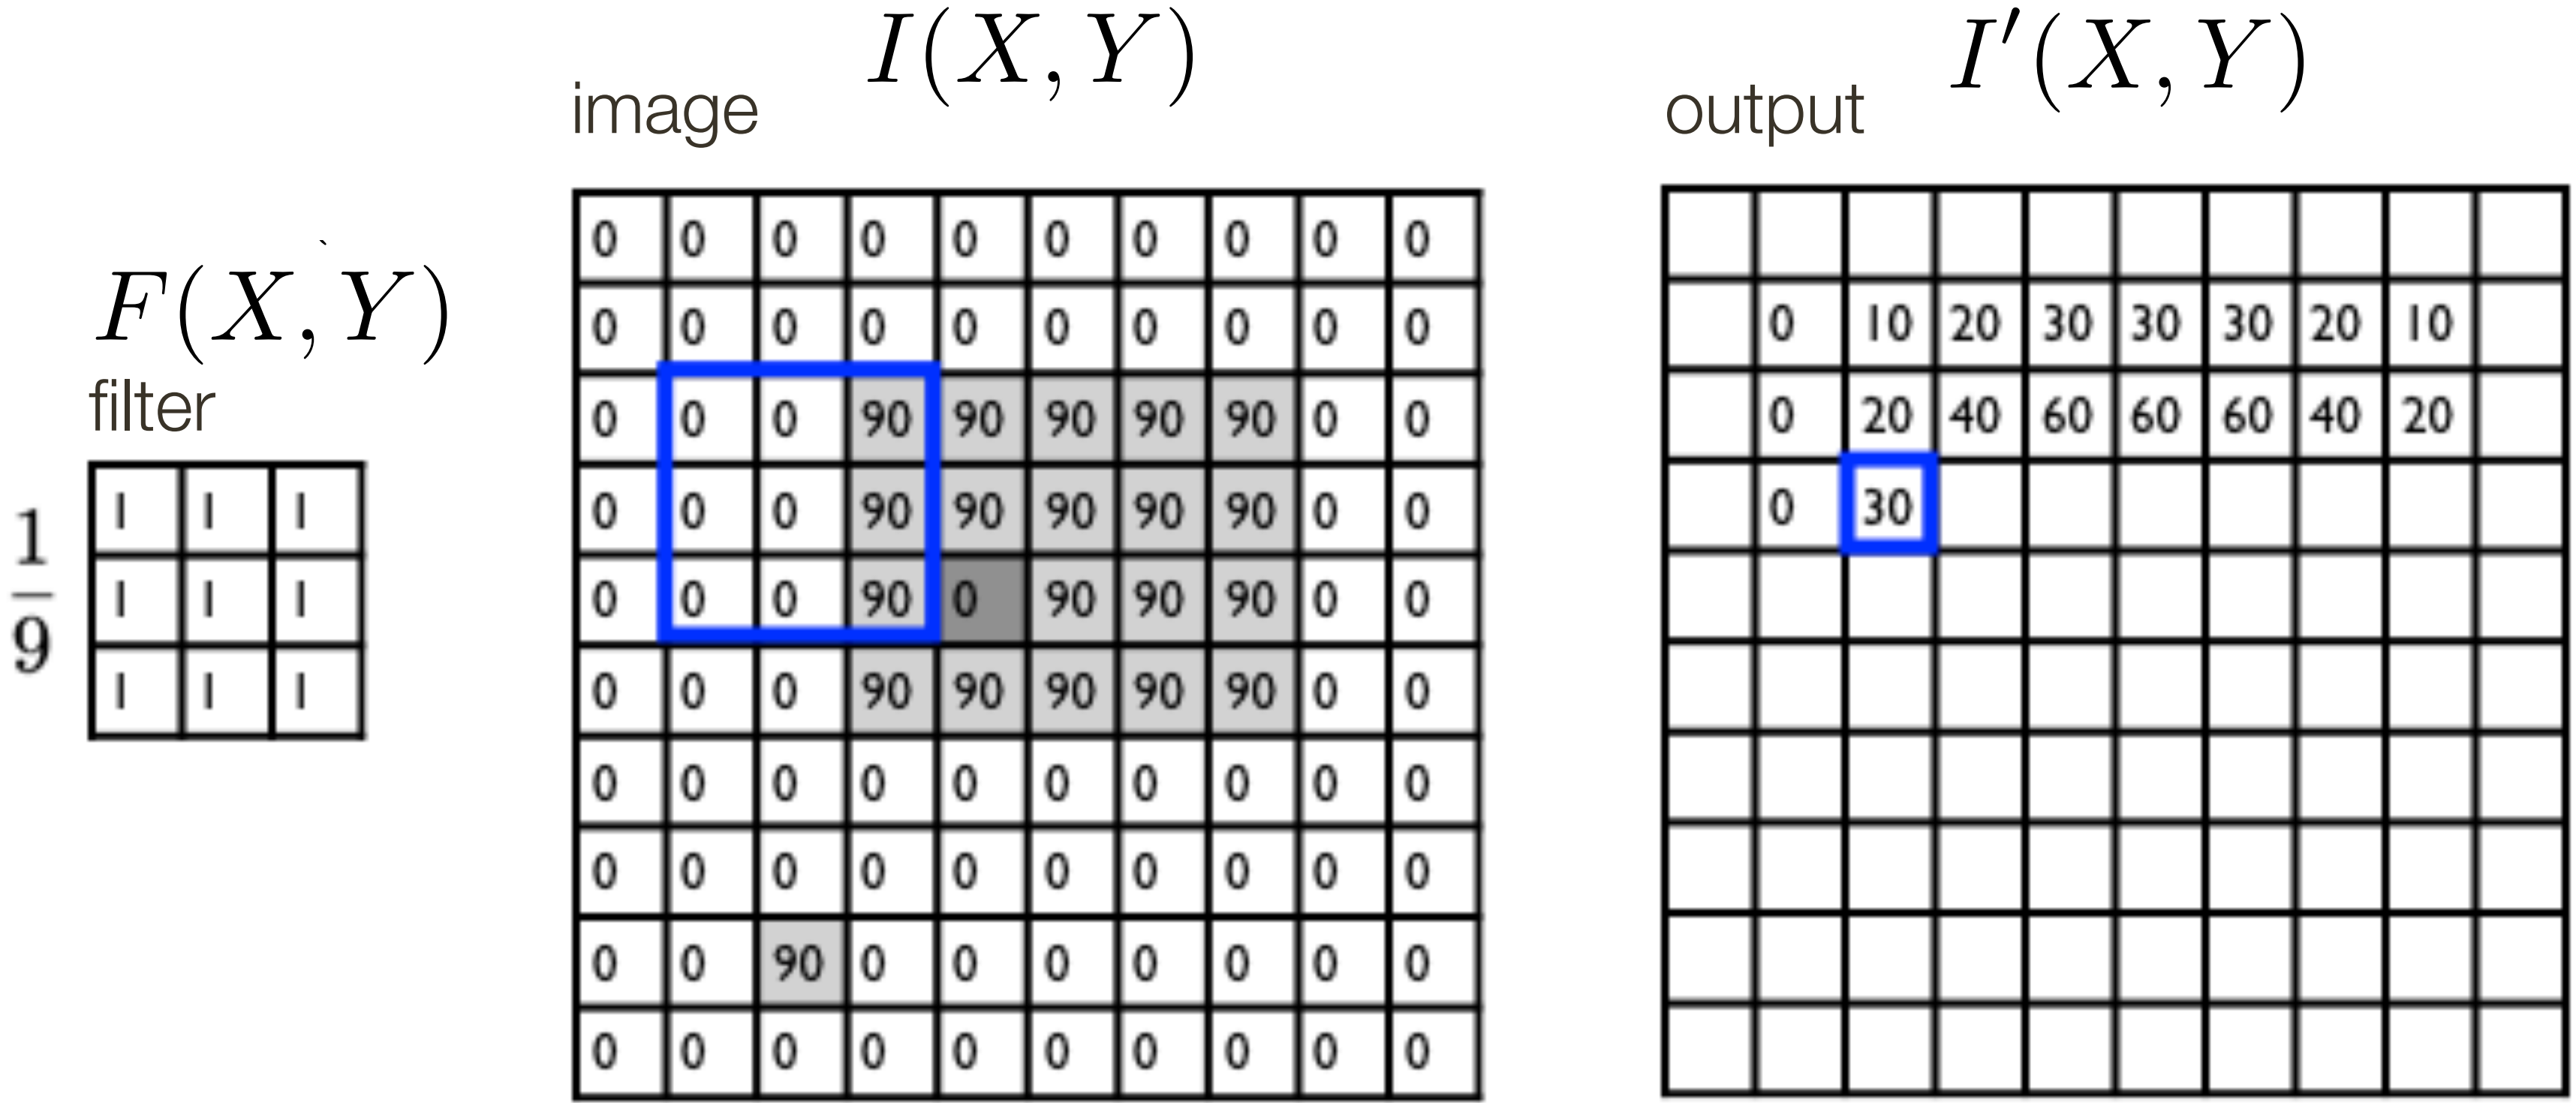 I(X, Y)
I′(X, Y)
image
output
F(X, Y)
filter
1
9
1 1 1
1 1 1
1 1 1
0 0 0 0 0 0 0 0 0 0
0 0 0 0 0 0 0 0 0 0
0 0 0 90 90 90 90 90 0 0
0 0 0 90 90 90 90 90 0 0
0 0 0 90 0 90 90 90 0 0
0 0 0 90 90 90 90 90 0 0
0 0 0 0 0 0 0 0 0 0
0 0 0 0 0 0 0 0 0 0
0 0 90 0 0 0 0 0 0 0
0 0 0 0 0 0 0 0 0 0
0 10 20 30 30 30 20 10
0 20 40 60 60 60 40 20
0 30